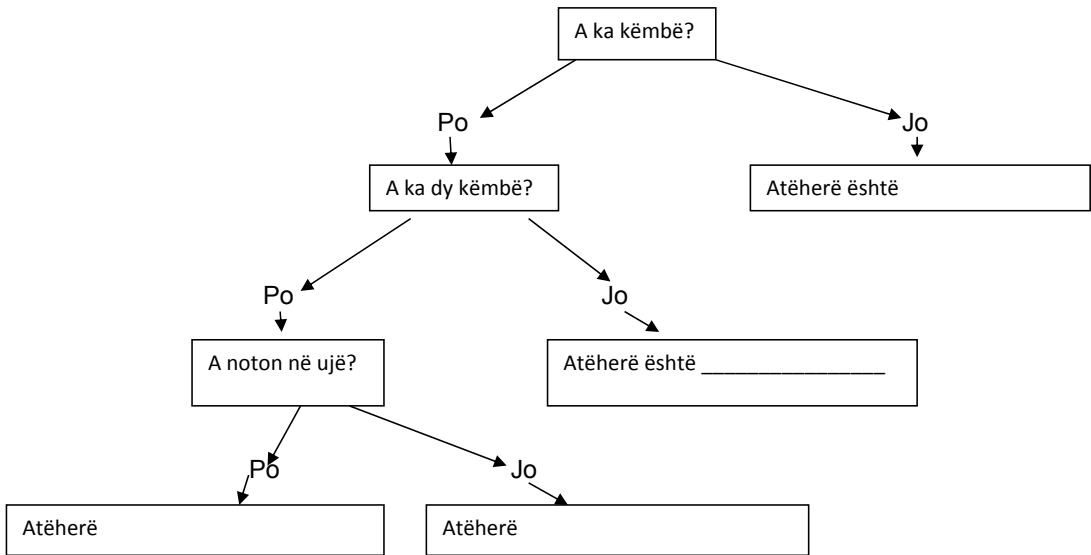 A ka këmbë?
Po
Jo
A ka dy këmbë?
Atëherë është
Po
Jo
A noton në ujë?
Atëherë është ________________
Po
Jo
Atëherë
Atëherë